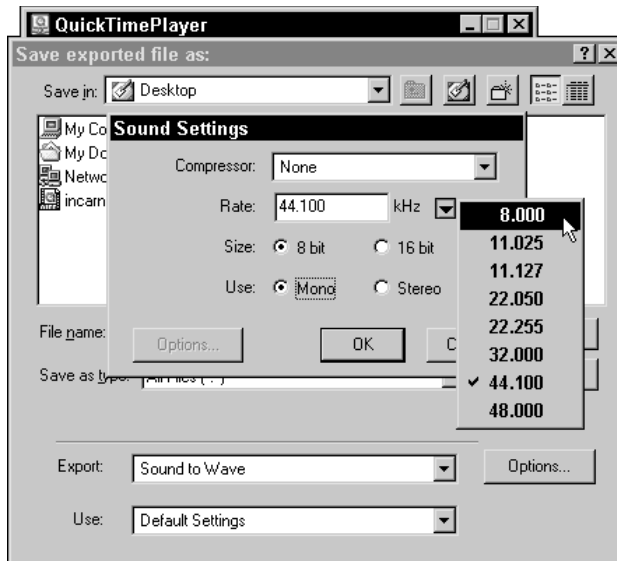 QuickTimePlayer
Save exported file as:
Save in: Desktop
My Co
My Do
Netwo
incarn
Sound Settings
Compressor: None
Rate: 44.100 kHz
8.000
11.025
11.127
22.050
22.255
32.000
44.100
48.000
Size: 8 bit 16 bit
Use: Mono Stereo
Options... OK C
File name:
Save as type: All Files (*.*)
Export: Sound to Wave Options...
Use: Default Settings